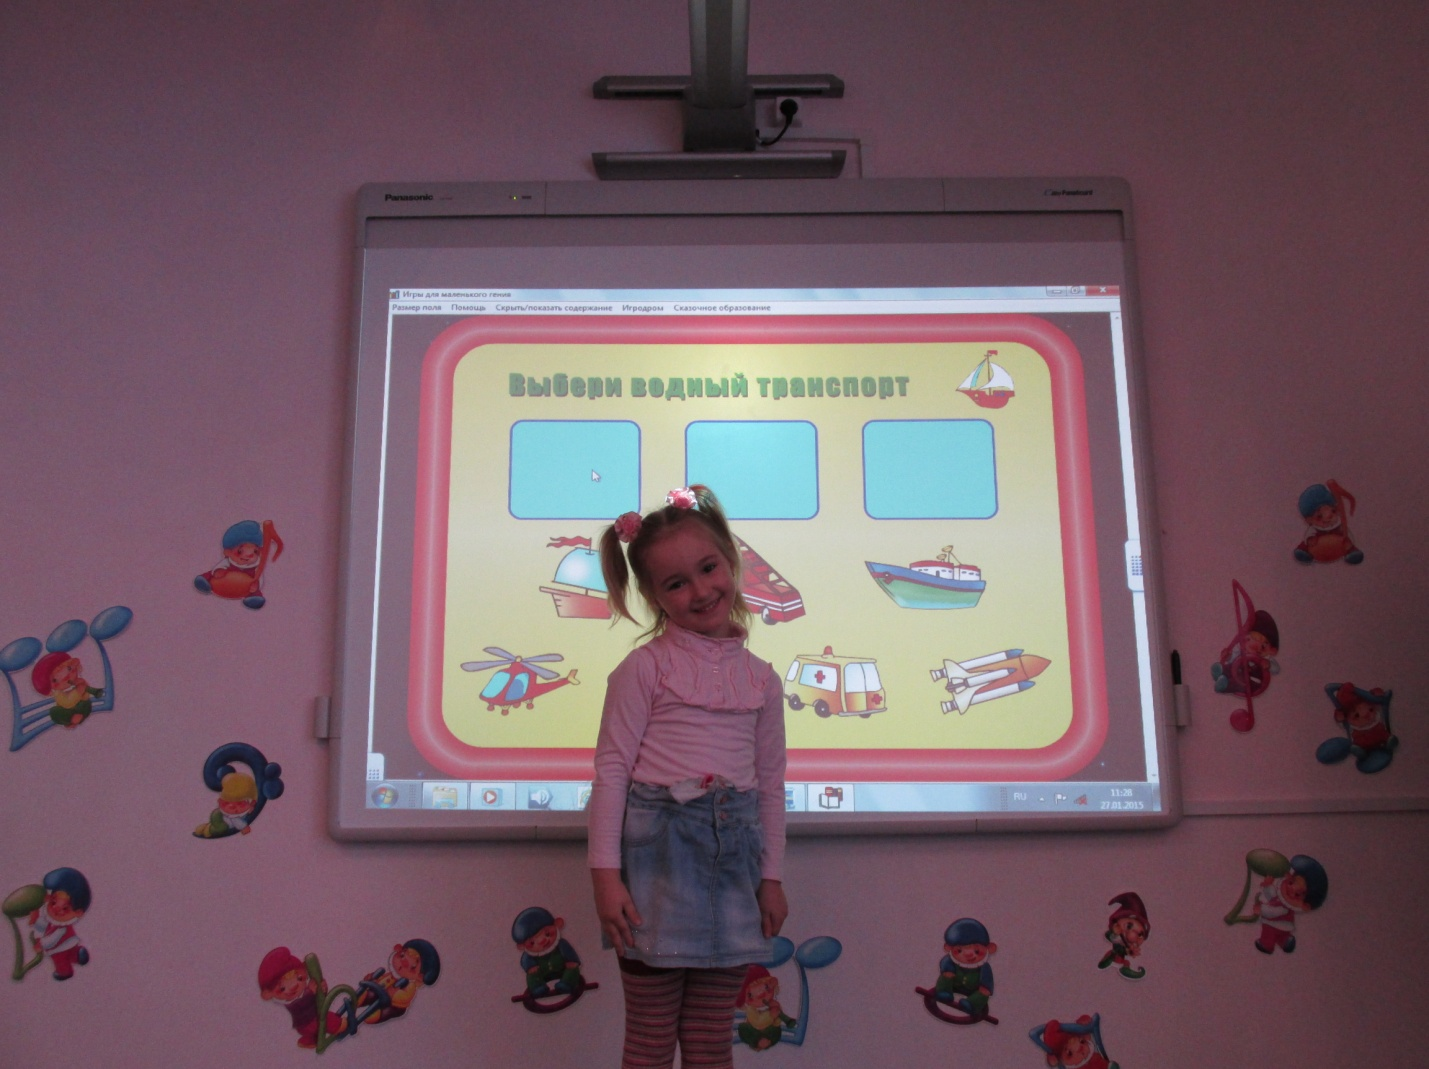 Panasonic
Panaboard
Игры для маленького гения
Размер поля Помощь Скрыть/показать содержание Игродром Сказочное образование
Выбери водный транспорт
RU
11:28
27.01.2015